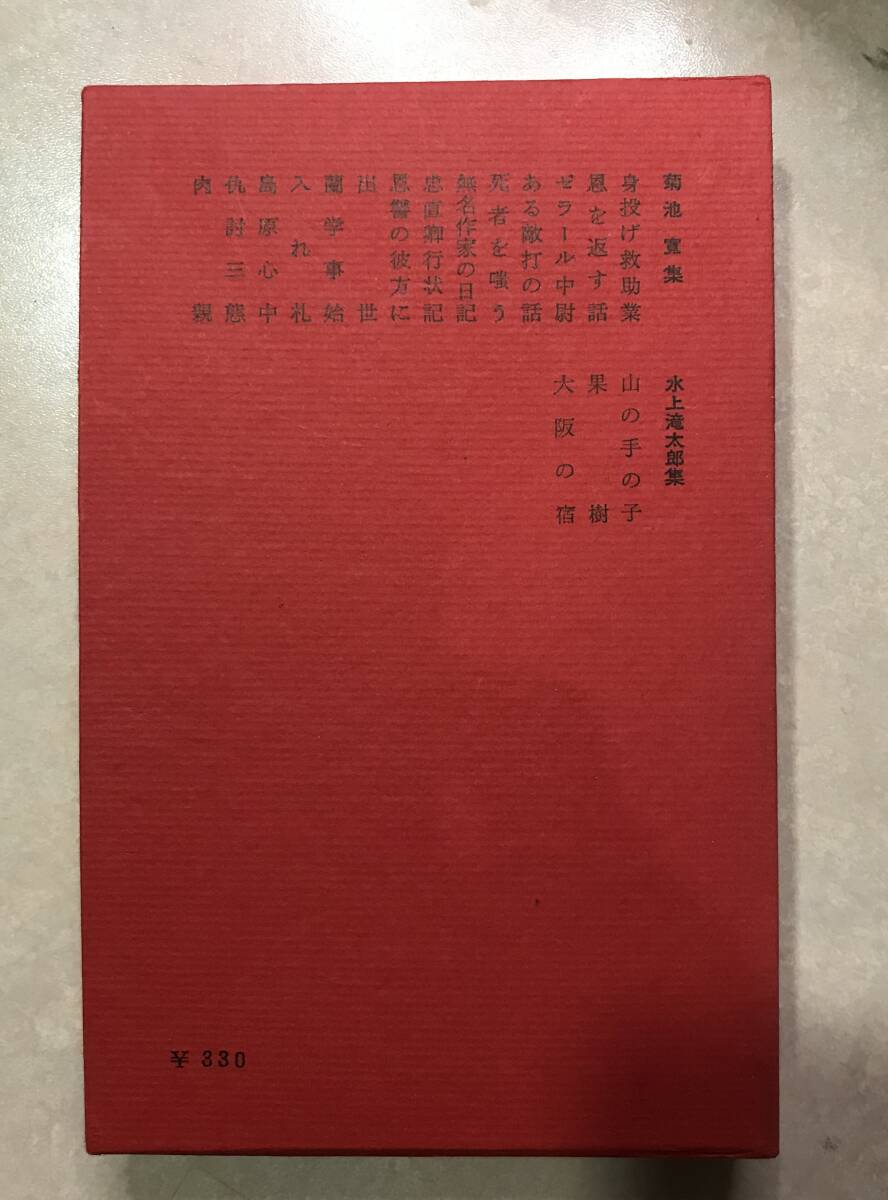 菊池寛集
身投げ救助業
恩を返す話
ゼラール中尉
ある敵打の話
死者を嗤う
無名作家の日記
忠直卿行状記
恩讐の彼方に
出世
蘭学事始
入れ札
島原心中
仇討三態
肉親
水上滝太郎集
山の手の子
果樹
大阪の宿
¥330